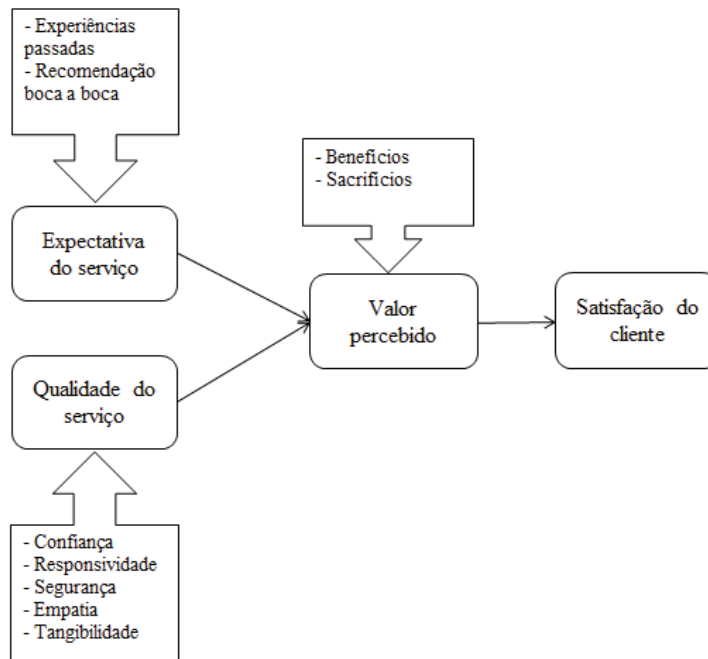 - Experiências
passadas
- Recomendação
boca a boca
- Benefícios
- Sacrifícios
Expectativa
do serviço
Valor
percebido
Satisfação do
cliente
Qualidade do
serviço
- Confiança
- Responsividade
- Segurança
- Empatia
- Tangibilidade